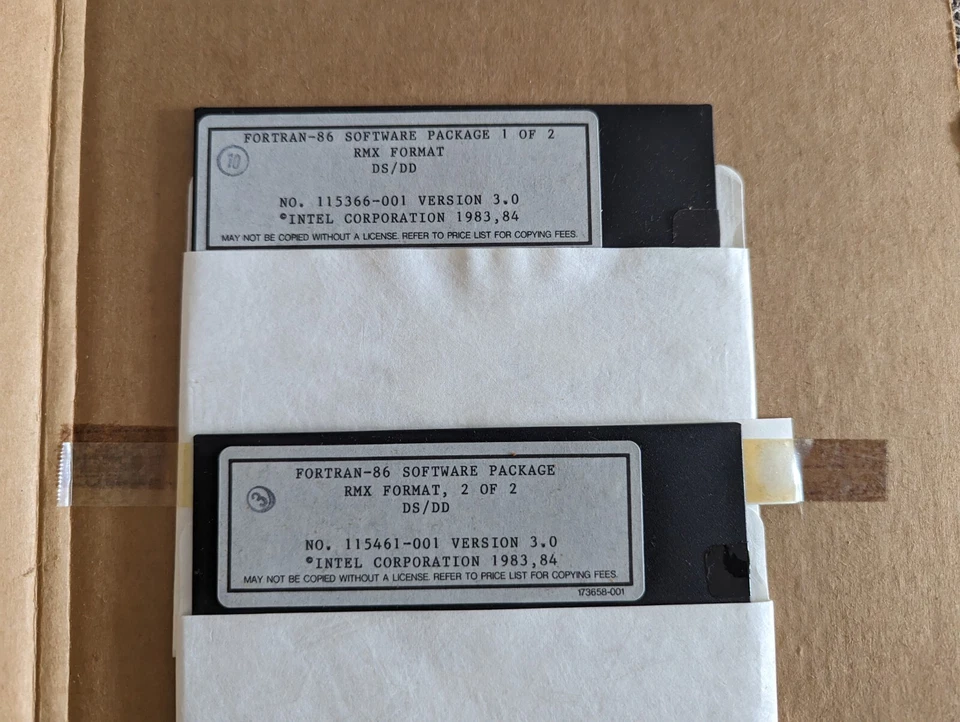 FORTRAN-86 SOFTWARE PACKAGE 1 OF 2
10
RMX FORMAT
DS/DD
NO. 115366-001 VERSION 3.0
©INTEL CORPORATION 1983,84
MAY NOT BE COPIED WITHOUT A LICENSE. REFER TO PRICE LIST FOR COPYING FEES.
FORTRAN-86 SOFTWARE PACKAGE
3
RMX FORMAT, 2 OF 2
DS/DD
NO. 115461-001 VERSION 3.0
©INTEL CORPORATION 1983,84
MAY NOT BE COPIED WITHOUT A LICENSE. REFER TO PRICE LIST FOR COPYING FEES.
173658-001